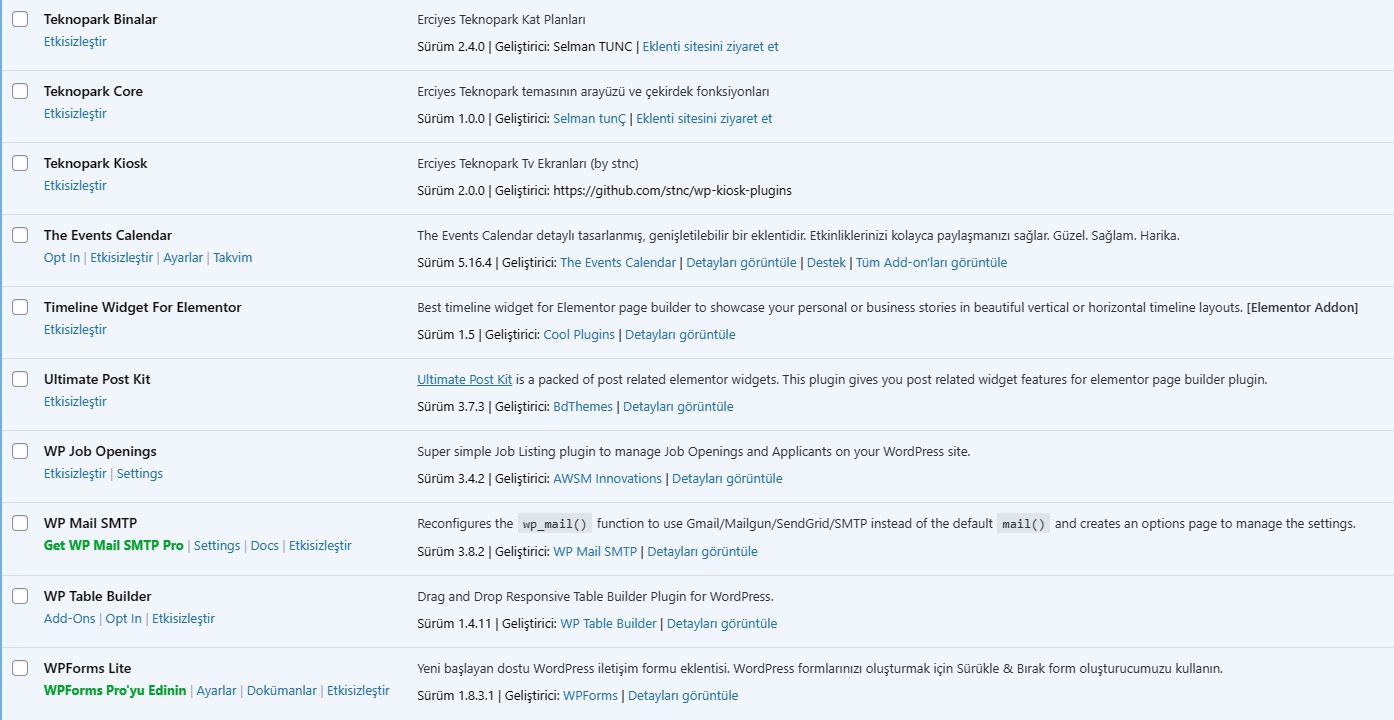 Teknopark Binalar
Erciyes Teknopark Kat Planları
Etkisizleştir
Sürüm 2.4.0 | Geliştirici: Selman TUNC | Eklenti sitesini ziyaret et
Teknopark Core
Erciyes Teknopark temasının arayüzü ve çekirdek fonksiyonları
Etkisizleştir
Sürüm 1.0.0 | Geliştirici: Selman tunÇ | Eklenti sitesini ziyaret et
Teknopark Kiosk
Erciyes Teknopark Tv Ekranları (by stnc)
Etkisizleştir
Sürüm 2.0.0 | Geliştirici: https://github.com/stnc/wp-kiosk-plugins
The Events Calendar
The Events Calendar detaylı tasarlanmış, genişletilebilir bir eklentidir. Etkinliklerinizi kolayca paylaşmanızı sağlar. Güzel. Sağlam. Harika.
Opt In | Etkisizleştir | Ayarlar | Takvim
Sürüm 5.16.4 | Geliştirici: The Events Calendar | Detayları görüntüle | Destek | Tüm Add-on'ları görüntüle
Timeline Widget For Elementor
Best timeline widget for Elementor page builder to showcase your personal or business stories in beautiful vertical or horizontal timeline layouts. [Elementor Addon]
Etkisizleştir
Sürüm 1.5 | Geliştirici: Cool Plugins | Detayları görüntüle
Ultimate Post Kit
Ultimate Post Kit is a packed of post related elementor widgets. This plugin gives you post related widget features for elementor page builder plugin.
Etkisizleştir
Sürüm 3.7.3 | Geliştirici: BdThemes | Detayları görüntüle
WP Job Openings
Super simple Job Listing plugin to manage Job Openings and Applicants on your WordPress site.
Etkisizleştir | Settings
Sürüm 3.4.2 | Geliştirici: AWSM Innovations | Detayları görüntüle
WP Mail SMTP
Reconfigures the wp_mail() function to use Gmail/Mailgun/SendGrid/SMTP instead of the default mail() and creates an options page to manage the settings.
Get WP Mail SMTP Pro | Settings | Docs | Etkisizleştir
Sürüm 3.8.2 | Geliştirici: WP Mail SMTP | Detayları görüntüle
WP Table Builder
Drag and Drop Responsive Table Builder Plugin for WordPress.
Add-Ons | Opt In | Etkisizleştir
Sürüm 1.4.11 | Geliştirici: WP Table Builder | Detayları görüntüle
WPForms Lite
Yeni başlayan dostu WordPress iletişim formu eklentisi. WordPress formlarınızı oluşturmak için Sürükle & Bırak form oluşturucumuzu kullanın.
WPForms Pro'yu Edinin | Ayarlar | Dokümanlar | Etkisizleştir
Sürüm 1.8.3.1 | Geliştirici: WPForms | Detayları görüntüle